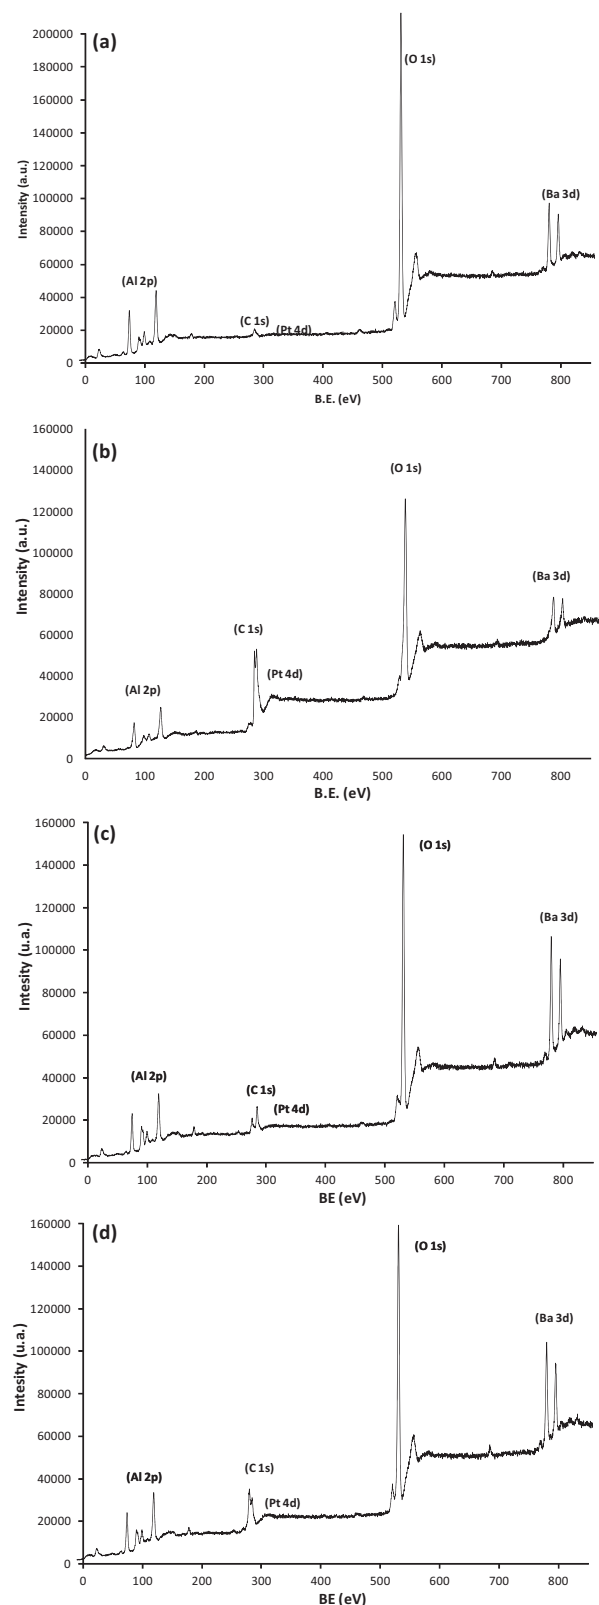 (a)
200000
180000
160000
140000
120000
100000
80000
60000
40000
20000
0
Intensity (a.u.)
(O 1s)
(Ba 3d)
(Al 2p)
(C 1s)
(Pt 4d)
0 100 200 300 400 500 600 700 800
B.E. (eV)
(b)
160000
140000
120000
100000
80000
60000
40000
20000
0
Intensity (a.u.)
(O 1s)
(Ba 3d)
(C 1s)
(Pt 4d)
(Al 2p)
0 100 200 300 400 500 600 700 800
B.E. (eV)
(c)
160000
140000
120000
100000
80000
60000
40000
20000
0
Intesity (u.a.)
(O 1s)
(Ba 3d)
(Al 2p)
(C 1s)
(Pt 4d)
0 100 200 300 400 500 600 700 800
BE (eV)
(d)
160000
140000
120000
100000
80000
60000
40000
20000
0
Intesity (u.a.)
(O 1s)
(Ba 3d)
(Al 2p)
(C 1s)
(Pt 4d)
0 100 200 300 400 500 600 700 800
BE (eV)